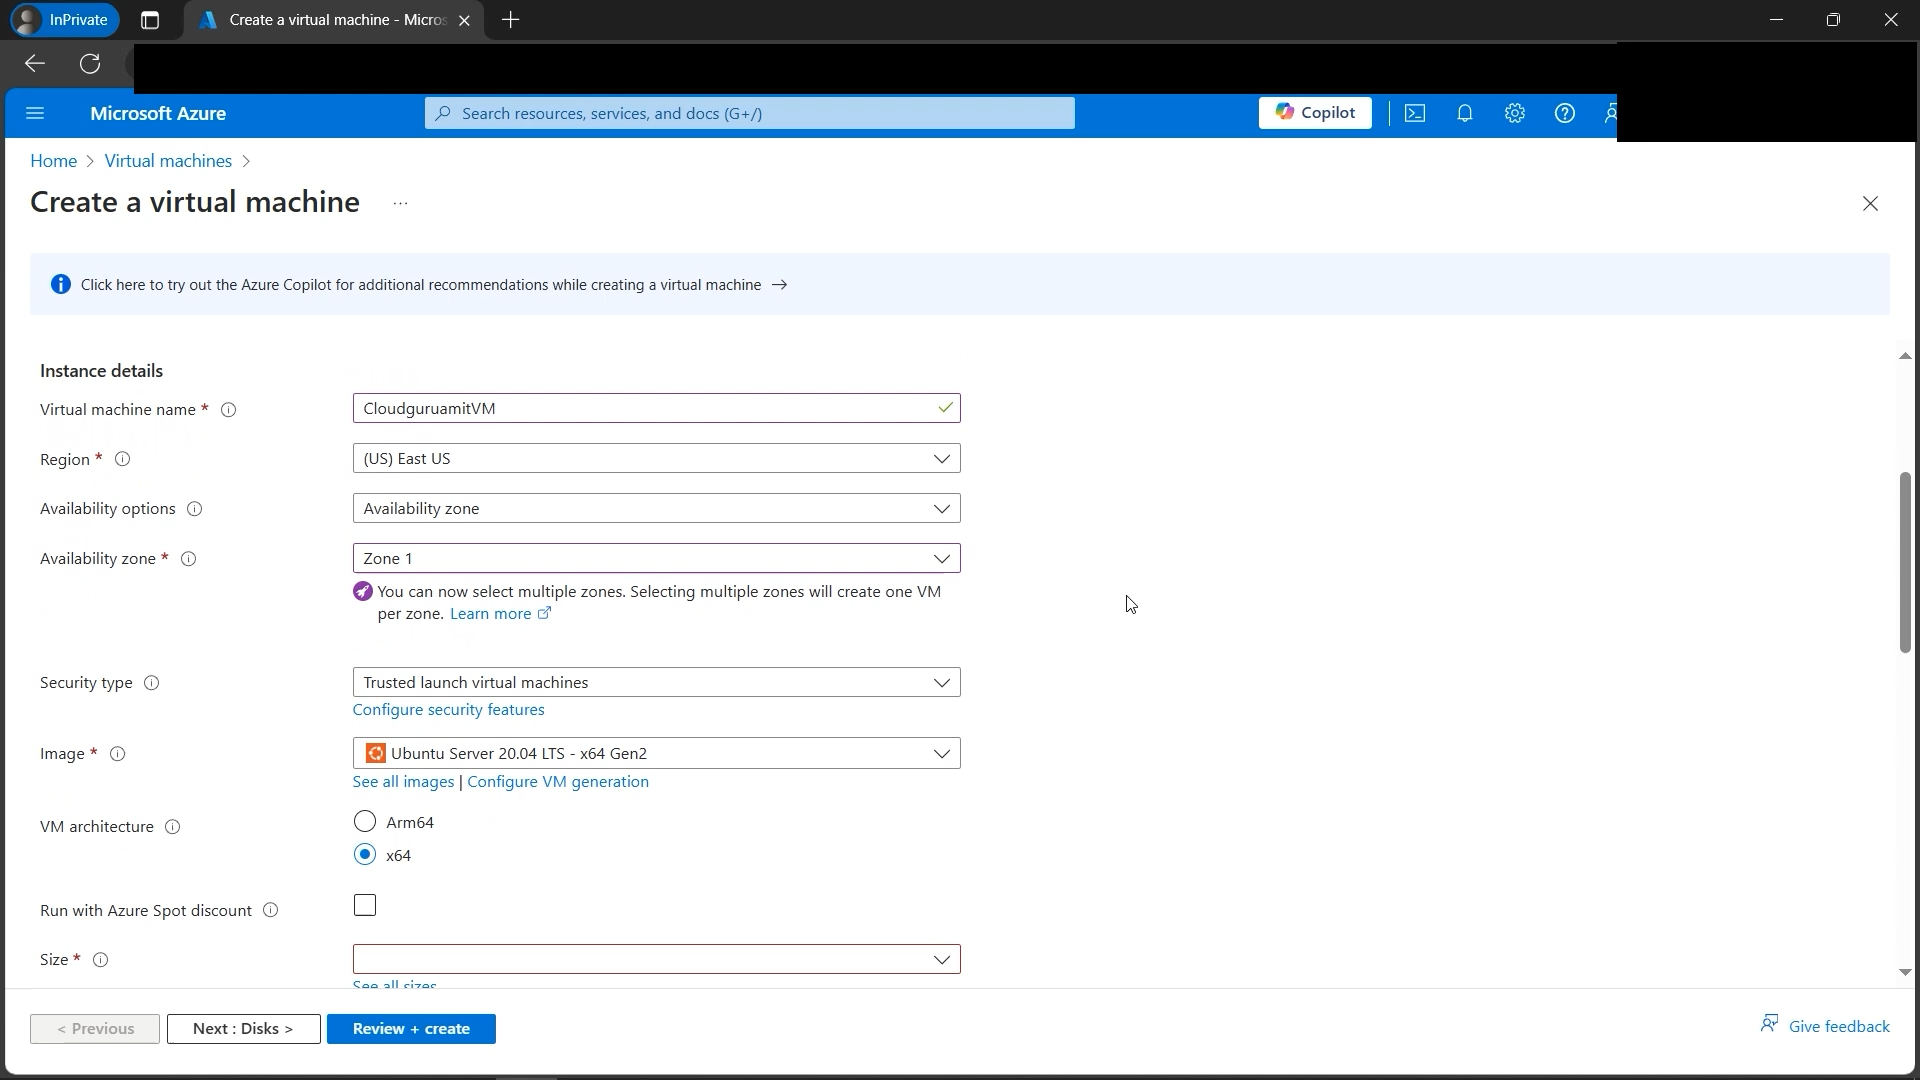 InPrivate
Create a virtual machine - Micros
Microsoft Azure
Search resources, services, and docs (G+/)
Copilot
Home > Virtual machines >
Create a virtual machine ...
Click here to try out the Azure Copilot for additional recommendations while creating a virtual machine →
Instance details
Virtual machine name *
CloudguruamitVM
Region *
(US) East US
Availability options
Availability zone
Availability zone *
Zone 1
You can now select multiple zones. Selecting multiple zones will create one VM
per zone. Learn more
Security type
Trusted launch virtual machines
Configure security features
Image *
Ubuntu Server 20.04 LTS - x64 Gen2
See all images | Configure VM generation
VM architecture
Arm64
x64
Run with Azure Spot discount
Size *
See all sizes
< Previous
Next : Disks >
Review + create
Give feedback